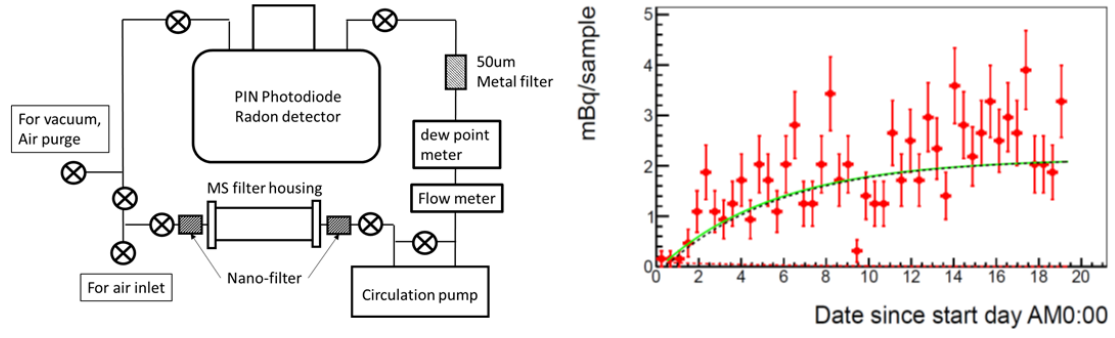 PIN Photodiode
Radon detector
50um
Metal filter
For vacuum,
Air purge
dew point
meter
MS filter housing
Flow meter
Nano-filter
For air inlet
Circulation pump
mBq/sample
5
4
3
2
1
0
0 2 4 6 8 10 12 14 16 18 20
Date since start day AM0:00